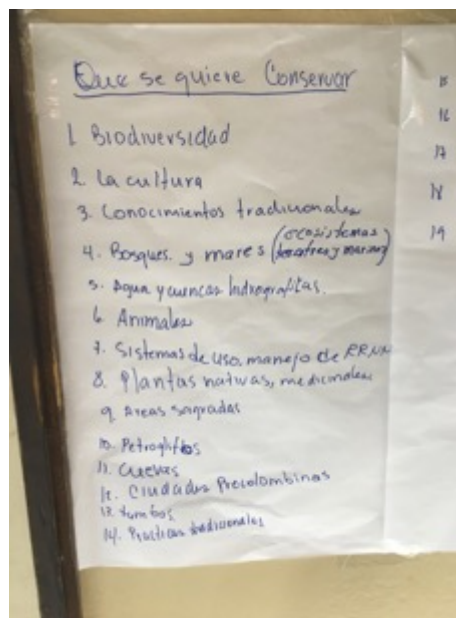 Que se quiere Conservar
1 Biodiversidad
2. La cultura
3. Conocimientos tradicionales
4. Bosques. y mares (ecosistemas terrestres y marinos)
5. Agua y cuencas hidrograficas.
6 Animales
7. Sistemas de uso, manejo de RRNN
8. Plantas nativas, medicinales
9 Areas sagradas
10. Petroglifos
11. Cuevas
12. Ciudades Precolombinas
13. tumbas
14. Practicas tradicionales
15
16
17
18
19